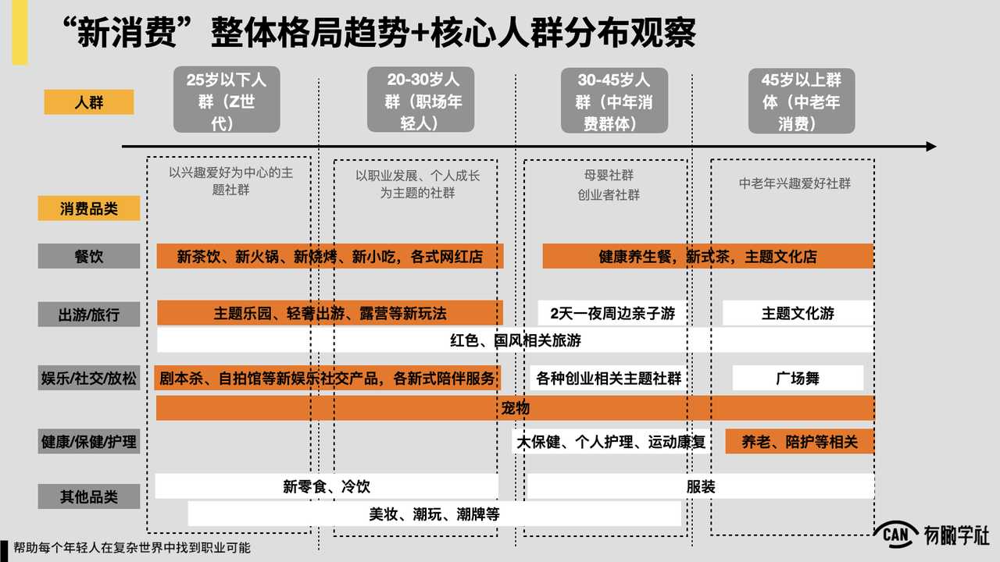 “新消费”整体格局趋势+核心人群分布观察
人群
25岁以下人
群（Z世
代）
20-30岁人
群（职场年
轻人）
30-45岁人
群（中年消
费群体）
45岁以上群
体（中老年
消费）
以兴趣爱好为中心的主
题社群
以职业发展、个人成长
为主题的社群
母婴社群
创业者社群
中老年兴趣爱好社群
消费品类
餐饮
新茶饮、新火锅、新烧烤、新小吃，各式网红店
健康养生餐，新式茶，主题文化店
出游/旅行
主题乐园、轻奢出游、露营等新玩法
2天一夜周边亲子游
主题文化游
红色、国风相关旅游
娱乐/社交/放松
剧本杀、自拍馆等新娱乐社交产品，各新式陪伴服务
各种创业相关主题社群
广场舞
宠物
健康/保健/护理
大保健、个人护理、运动康复
养老、陪护等相关
其他品类
新零食、冷饮
服装
美妆、潮玩、潮牌等
帮助每个年轻人在复杂世界中找到职业可能
CAN 有瞰学社